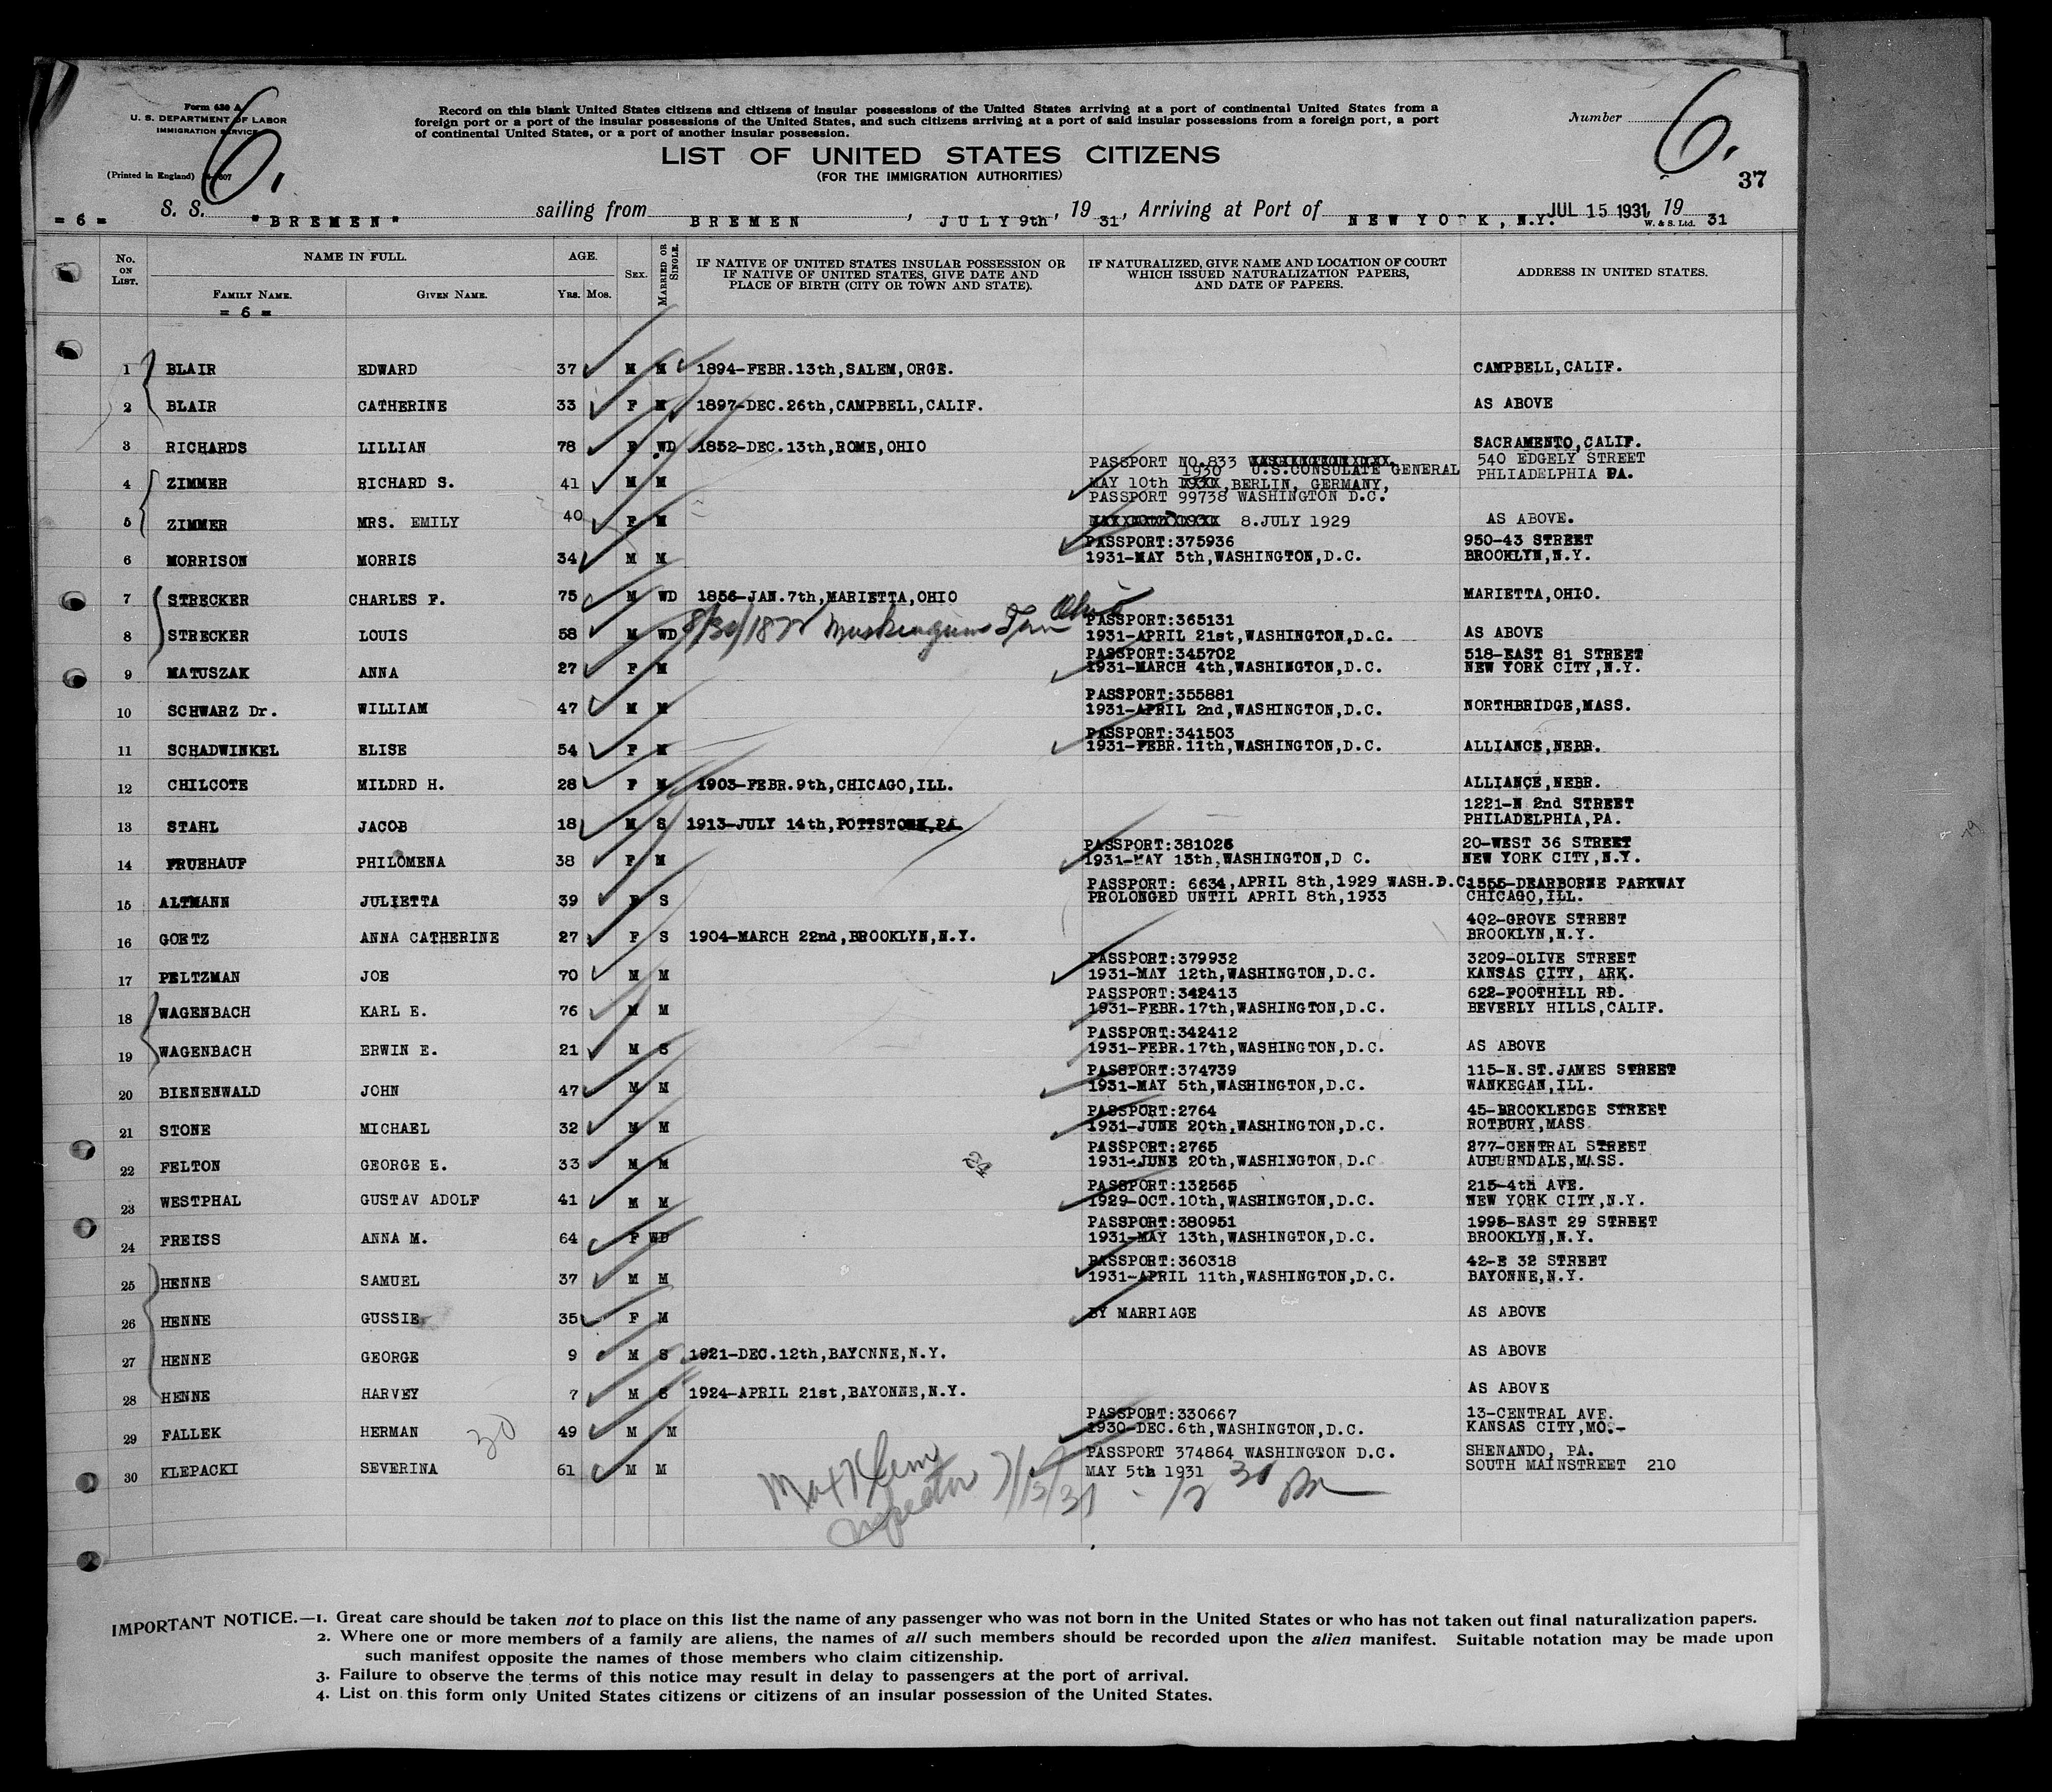 Form 630 A
U. S. DEPARTMENT OF LABOR
IMMIGRATION SERVICE
(Printed in England)
6.
Record on this blank United States citizens and citizens of insular possessions of the United States arriving at a port of continental United States from a
foreign port or a port of the insular possessions of the United States, and such citizens arriving at a port of said insular possessions from a foreign port, a port
of continental United States, or a port of another insular possession.
Number
6.
37
LIST OF UNITED STATES CITIZENS
(FOR THE IMMIGRATION AUTHORITIES)
= 6 = S. S. "BREMEN" sailing from BREMEN, JULY 9th, 19 31, Arriving at Port of NEW YORK, N.Y. JUL 15 1931, 19 31
W. & S. Ltd.
No. ON LIST. NAME IN FULL. AGE. SEX. MARRIED OR SINGLE. IF NATIVE OF UNITED STATES INSULAR POSSESSION OR IF NATIVE OF UNITED STATES, GIVE DATE AND PLACE OF BIRTH (CITY OR TOWN AND STATE). IF NATURALIZED, GIVE NAME AND LOCATION OF COURT WHICH ISSUED NATURALIZATION PAPERS, AND DATE OF PAPERS. ADDRESS IN UNITED STATES.
FAMILY NAME. GIVEN NAME. YRS. MOS.
= 6 =
1 BLAIR EDWARD 37 M M 1894-FEBR.13th,SALEM,ORGE. CAMPBELL,CALIF.
2 BLAIR CATHERINE 33 F M 1897-DEC.26th,CAMPBELL,CALIF. AS ABOVE
3 RICHARDS LILLIAN 78 F WD 1852-DEC.13th,ROME,OHIO SACRAMENTO,CALIF.
PASSPORT NO.833 540 EDGELY STREET
1930 U.S.CONSULATE GENERAL
4 ZIMMER RICHARD S. 41 M M MAY 10th BERLIN, GERMANY, PHLIADELPHIA PA.
PASSPORT 99738 WASHINGTON D.C.
5 ZIMMER MRS. EMILY 40 F M 8.JULY 1929 AS ABOVE.
PASSPORT:375936 950-43 STREET
6 MORRISON MORRIS 34 M M 1931-MAY 5th,WASHINGTON,D.C. BROOKLYN,N.Y.
7 STRECKER CHARLES F. 75 M WD 1856-JAN.7th,MARIETTA,OHIO MARIETTA,OHIO.
Ohio
PASSPORT:365131
8 STRECKER LOUIS 58 M WD Muskingum 1931-APRIL 21st,WASHINGTON,D.C. AS ABOVE
PASSPORT:345702 518-EAST 81 STREET
9 MATUSZAK ANNA 27 F M 1931-MARCH 4th,WASHINGTON,D.C. NEW YORK CITY,N.Y.
PASSPORT:355881
10 SCHWARZ Dr. WILLIAM 47 M M 1931-APRIL 2nd,WASHINGTON,D.C. NORTHBRIDGE,MASS.
PASSPORT:341503
11 SCHADWINKEL ELISE 54 F M 1931-FEBR.11th,WASHINGTON,D.C. ALLIANCE,NEBR.
12 CHILCOTE MILDRD H. 28 F M 1903-FEBR.9th,CHICAGO,ILL. ALLIANCE,NEBR.
1221-N 2nd STREET
13 STAHL JACOB 18 M S 1913-JULY 14th,POTTSTOWN,PA. PHILADELPHIA,PA.
PASSPORT:381026 20-WEST 36 STREET
14 FRUEHAUF PHILOMENA 38 F M 1931-MAY 13th,WASHINGTON,D C. NEW YORK CITY,N.Y.
PASSPORT: 6634,APRIL 8th,1929 WASH.D.C. 1555-DEARBORNE PARKWAY
15 ALTMANN JULIETTA 39 F S PROLONGED UNTIL APRIL 8th,1933 CHICAGO,ILL.
402-GROVE STREET
16 GOETZ ANNA CATHERINE 27 F S 1904-MARCH 22nd,BROOKLYN,N.Y. BROOKLYN,N.Y.
PASSPORT:379932 3209-OLIVE STREET
17 PELTZMAN JOE 70 M M 1931-MAY 12th,WASHINGTON,D.C. KANSAS CITY, ARK.
PASSPORT:342413 622-FOOTHILL RD.
18 WAGENBACH KARL E. 76 M M 1931-FEBR.17th,WASHINGTON,D.C. BEVERLY HILLS,CALIF.
PASSPORT:342412
19 WAGENBACH ERWIN E. 21 M S 1931-FEBR.17th,WASHINGTON,D.C. AS ABOVE
PASSPORT:374739 115-N.ST.JAMES STREET
20 BIENENWALD JOHN 47 M M 1931-MAY 5th,WASHINGTON,D.C. WANKEGAN,ILL.
PASSPORT:2764 45-BROOKLEDGE STREET
21 STONE MICHAEL 32 M M 1931-JUNE 20th,WASHINGTON,D.C. ROTBURY,MASS
PASSPORT:2765 277-CENTRAL STREET
22 FELTON GEORGE E. 33 M M 24 1931-JUNE 20th,WASHINGTON,D.C AUBURNDALE,MASS.
PASSPORT:132565 215-4th AVE.
23 WESTPHAL GUSTAV ADOLF 41 M M 1929-OCT.10th,WASHINGTON,D.C. NEW YORK CITY,N.Y.
PASSPORT:380951 1995-EAST 29 STREET
24 FREISS ANNA M. 64 F WD 1931-MAY 13th,WASHINGTON,D.C. BROOKLYN,N.Y.
PASSPORT:360318 42-E 32 STREET
25 HENNE SAMUEL 37 M M 1931-APRIL 11th,WASHINGTON,D.C. BAYONNE,N.Y.
26 HENNE GUSSIE 35 F M BY MARRIAGE AS ABOVE
27 HENNE GEORGE 9 M S 1921-DEC.12th,BAYONNE,N.Y. AS ABOVE
28 HENNE HARVEY 7 M S 1924-APRIL 21st,BAYONNE,N.Y. AS ABOVE
PASSPORT:330667 13-CENTRAL AVE.
29 FALLEK HERMAN 30 49 M M 1930-DEC.6th,WASHINGTON,D.C. KANSAS CITY,MO.-
PASSPORT 374864 WASHINGTON D.C. SHENANDO, PA.
30 KLEPACKI SEVERINA 61 M M MAY 5th 1931 SOUTH MAINSTREET 210
Inspector 7/15/31
IMPORTANT NOTICE.—1. Great care should be taken not to place on this list the name of any passenger who was not born in the United States or who has not taken out final naturalization papers.
2. Where one or more members of a family are aliens, the names of all such members should be recorded upon the alien manifest. Suitable notation may be made upon
such manifest opposite the names of those members who claim citizenship.
3. Failure to observe the terms of this notice may result in delay to passengers at the port of arrival.
4. List on this form only United States citizens or citizens of an insular possession of the United States.